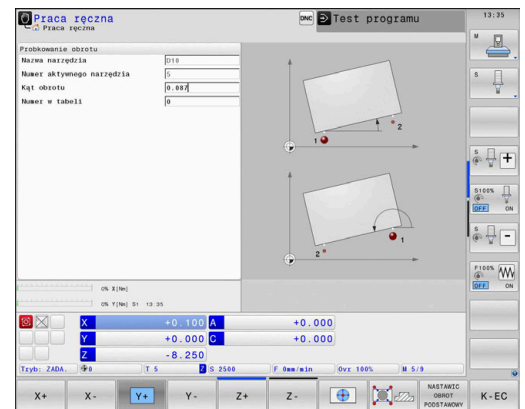 Praca ręczna
Praca ręczna
DNC
Test programu
13:35
Probkowanie obrotu
Nazwa narzędzia D10
Numer aktywnego narzędzia 5
Kąt obrotu 0.087
Numer w tabeli 0
1
2
2
1
M
S
S
+
S100%
OFF ON
S
-
F100%
OFF ON
0% X[Nm]
0% Y[Nm] S1 13:35
X +0.100 A +0.000
Y +0.000 C +0.000
Z -8.250
Tryb: ZADA. 0 T 5 Z S 2500 F 0mm/min Ovr 100% M 5/9
X+
X-
Y+
Y-
Z+
Z-
NASTAWIC
OBROT
PODSTAWOWY
K-EC